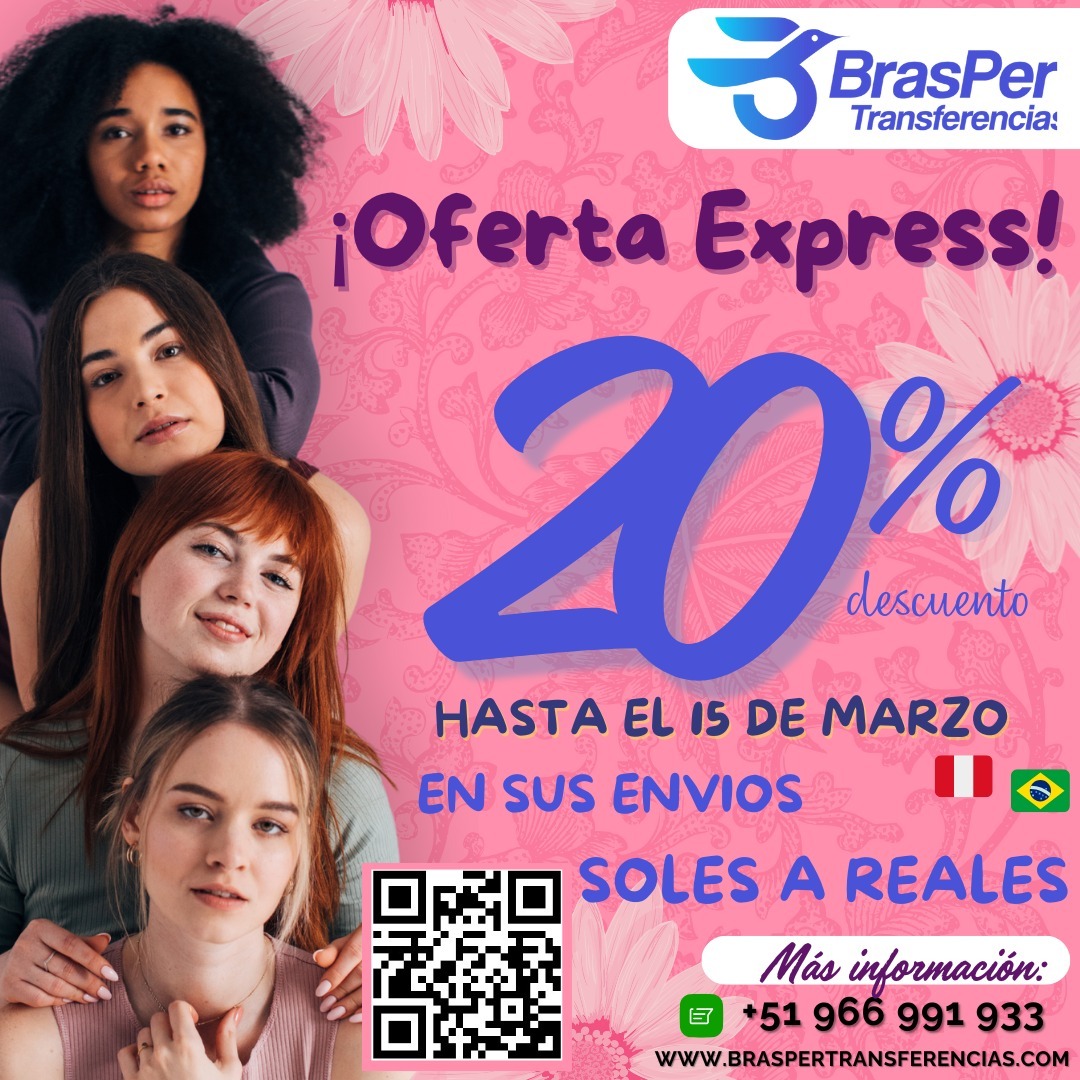 BrasPer
Transferencias
¡Oferta Express!
20%
descuento
HASTA EL 15 DE MARZO
EN SUS ENVIOS
SOLES A REALES
Más información:
+51 966 991 933
WWW.BRASPERTRANSFERENCIAS.COM